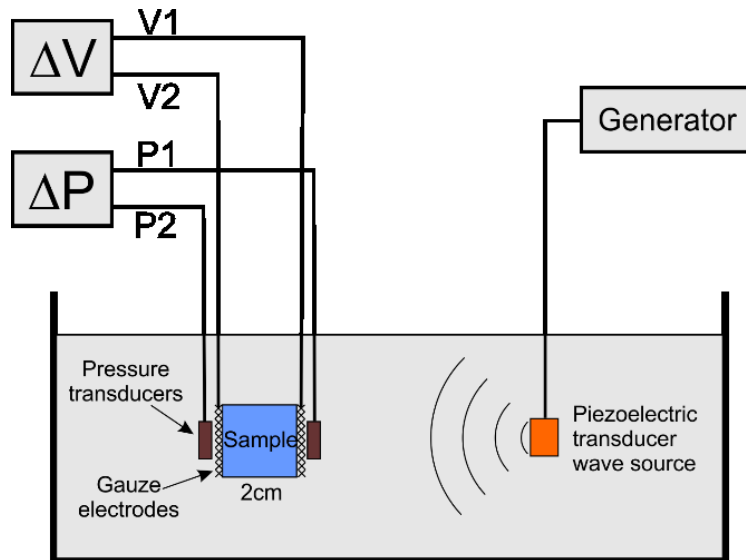 V1
ΔV
V2
Generator
P1
ΔP
P2
Pressure
transducers
Sample
Gauze
electrodes
2cm
Piezoelectric
transducer
wave source